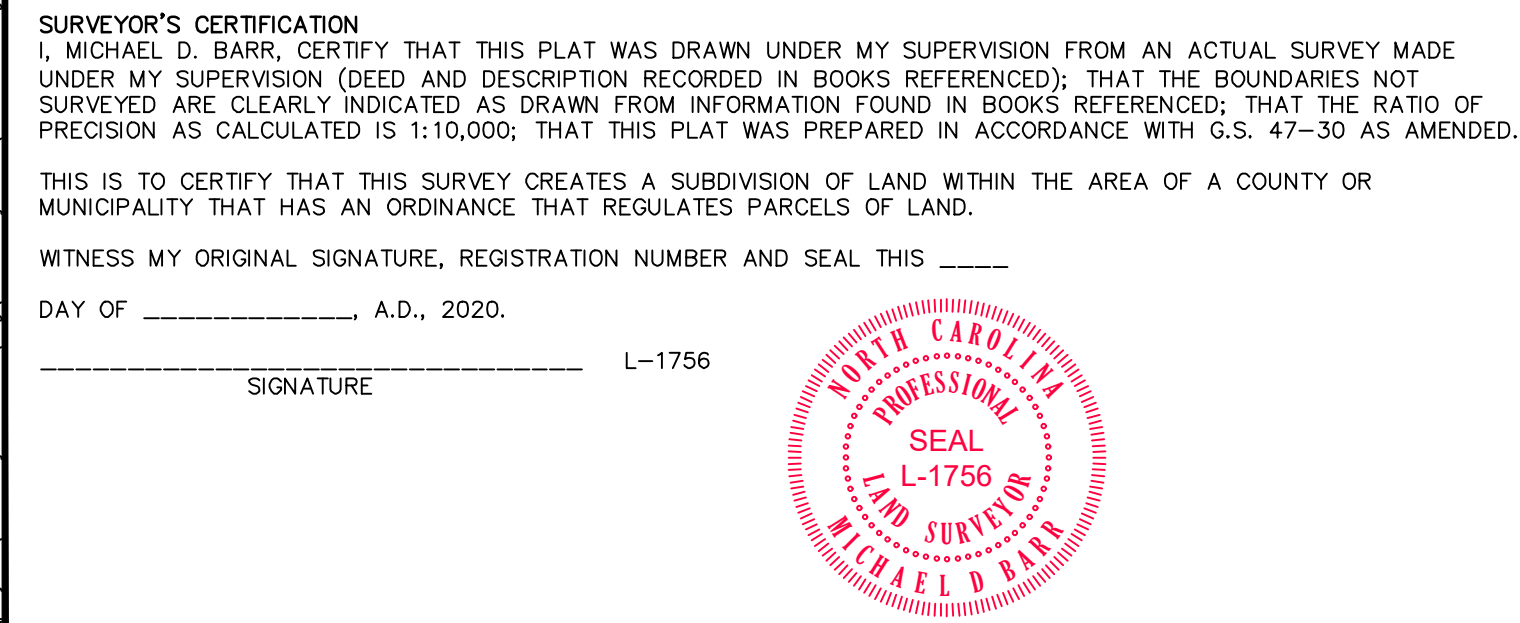 SURVEYOR'S CERTIFICATION
I, MICHAEL D. BARR, CERTIFY THAT THIS PLAT WAS DRAWN UNDER MY SUPERVISION FROM AN ACTUAL SURVEY MADE
UNDER MY SUPERVISION (DEED AND DESCRIPTION RECORDED IN BOOKS REFERENCED); THAT THE BOUNDARIES NOT
SURVEYED ARE CLEARLY INDICATED AS DRAWN FROM INFORMATION FOUND IN BOOKS REFERENCED; THAT THE RATIO OF
PRECISION AS CALCULATED IS 1:10,000; THAT THIS PLAT WAS PREPARED IN ACCORDANCE WITH G.S. 47–30 AS AMENDED.
THIS IS TO CERTIFY THAT THIS SURVEY CREATES A SUBDIVISION OF LAND WITHIN THE AREA OF A COUNTY OR
MUNICIPALITY THAT HAS AN ORDINANCE THAT REGULATES PARCELS OF LAND.
WITNESS MY ORIGINAL SIGNATURE, REGISTRATION NUMBER AND SEAL THIS ____
DAY OF ____________, A.D., 2020.
_______________________________ L–1756
SIGNATURE
NORTH CAROLINA
PROFESSIONAL
SEAL
L-1756
LAND SURVEYOR
MICHAEL D BARR